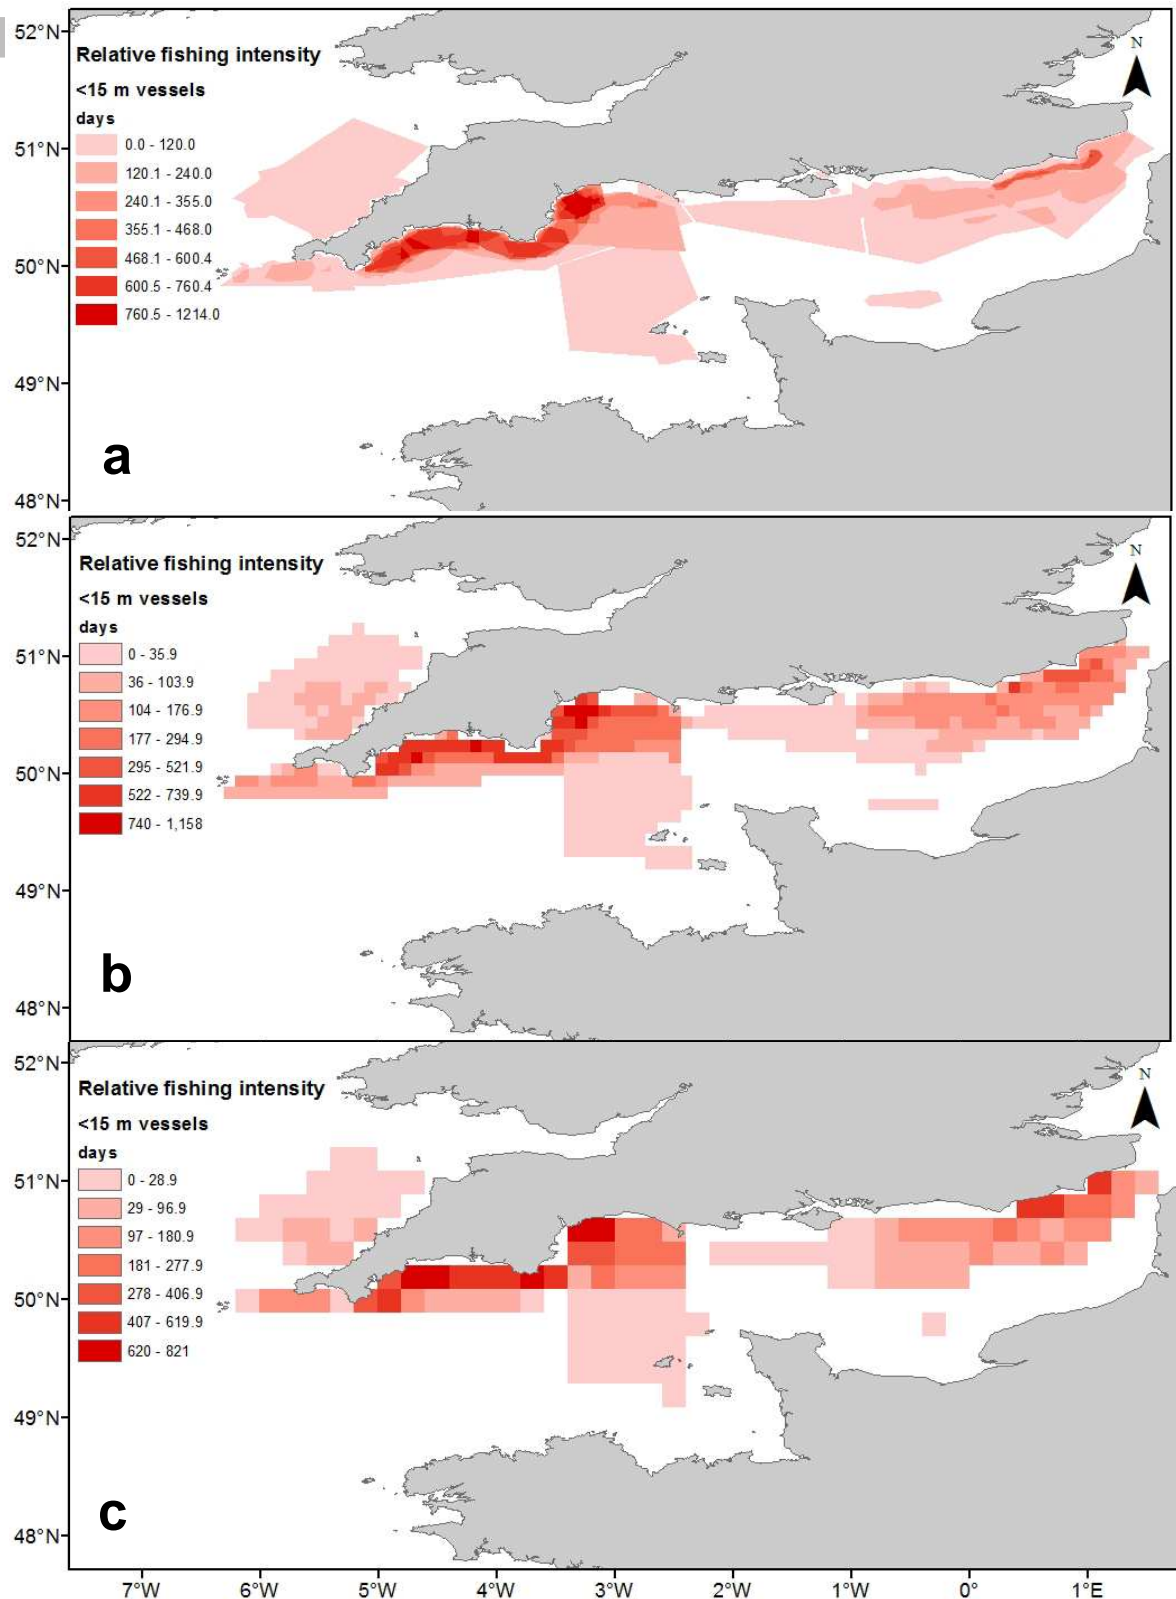 52°N
Relative fishing intensity
<15 m vessels
days
0.0 - 120.0
120.1 - 240.0
240.1 - 355.0
355.1 - 468.0
468.1 - 600.4
600.5 - 760.4
760.5 - 1214.0
N
51°N
50°N
49°N
48°N
a
52°N
Relative fishing intensity
<15 m vessels
days
0 - 35.9
36 - 103.9
104 - 176.9
177 - 294.9
295 - 521.9
522 - 739.9
740 - 1,158
N
51°N
50°N
49°N
48°N
b
52°N
Relative fishing intensity
<15 m vessels
days
0 - 28.9
29 - 96.9
97 - 180.9
181 - 277.9
278 - 406.9
407 - 619.9
620 - 821
N
51°N
50°N
49°N
48°N
c
7°W 6°W 5°W 4°W 3°W 2°W 1°W 0° 1°E